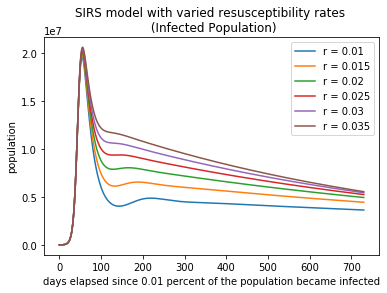 SIRS model with varied resusceptibility rates
(Infected Population)
1e7
2.0
1.5
1.0
0.5
0.0
population
r = 0.01
r = 0.015
r = 0.02
r = 0.025
r = 0.03
r = 0.035
0 100 200 300 400 500 600 700
days elapsed since 0.01 percent of the population became infected